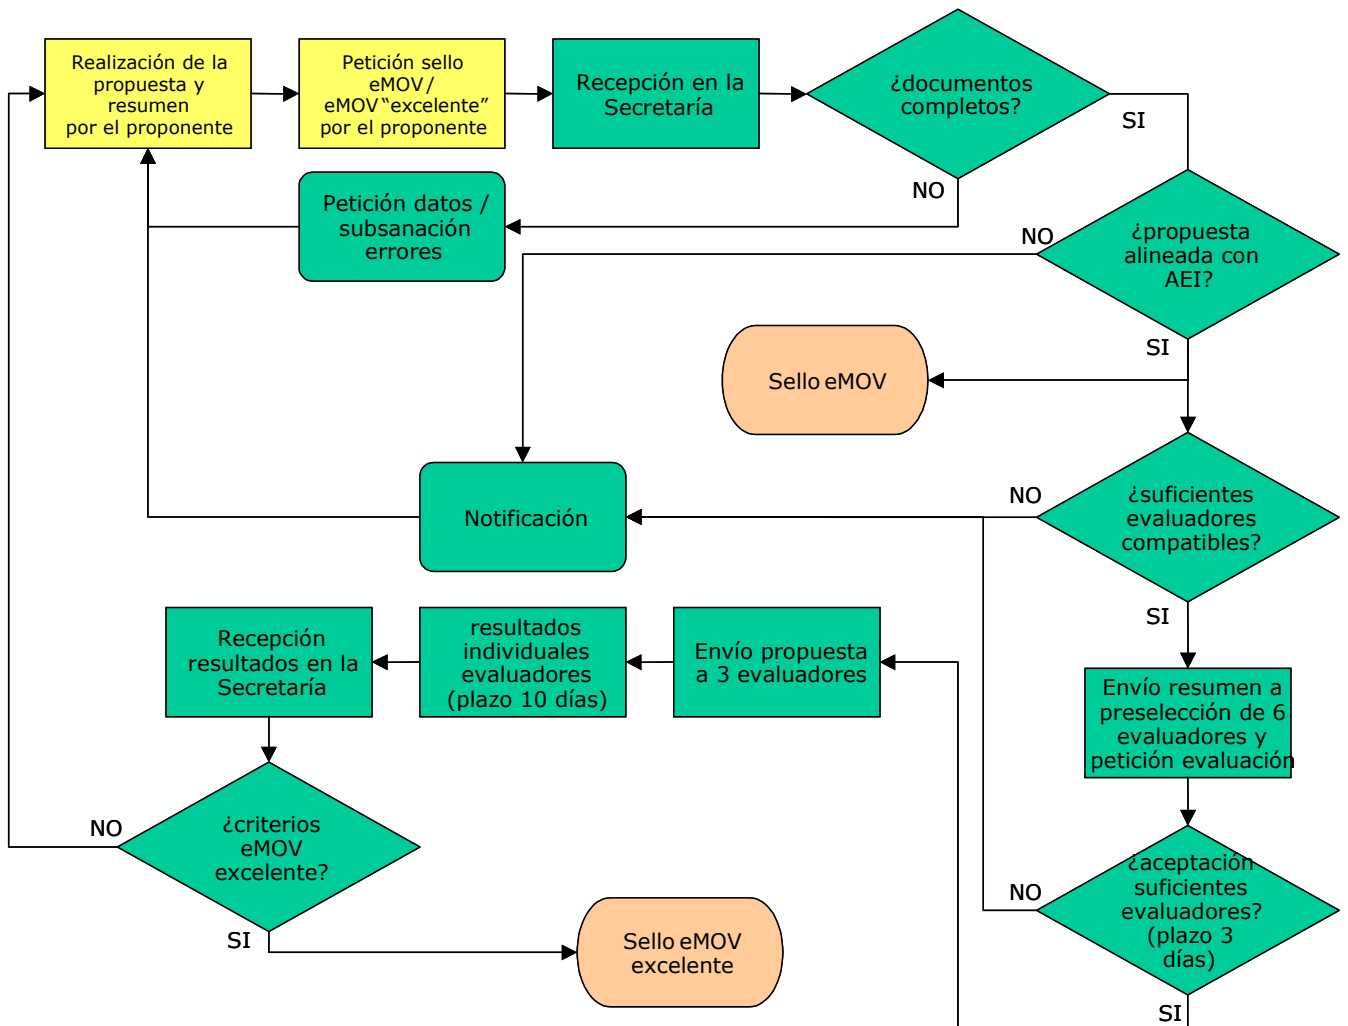 Realización de la
propuesta y
resumen
por el proponente
Petición sello
eMOV/
eMOV“excelente”
por el proponente
Recepción en la
Secretaría
¿documentos
completos?
SI
NO
Petición datos /
subsanación
errores
¿propuesta
alineada con
AEI?
NO
SI
Sello eMOV
Notificación
¿suficientes
evaluadores
compatibles?
NO
SI
Recepción
resultados en la
Secretaría
resultados
individuales
evaluadores
(plazo 10 días)
Envío propuesta
a 3 evaluadores
Envío resumen a
preselección de 6
evaluadores y
petición evaluación
¿criterios
eMOV
excelente?
NO
SI
¿aceptación
suficientes
evaluadores?
(plazo 3
días)
NO
SI
Sello eMOV
excelente